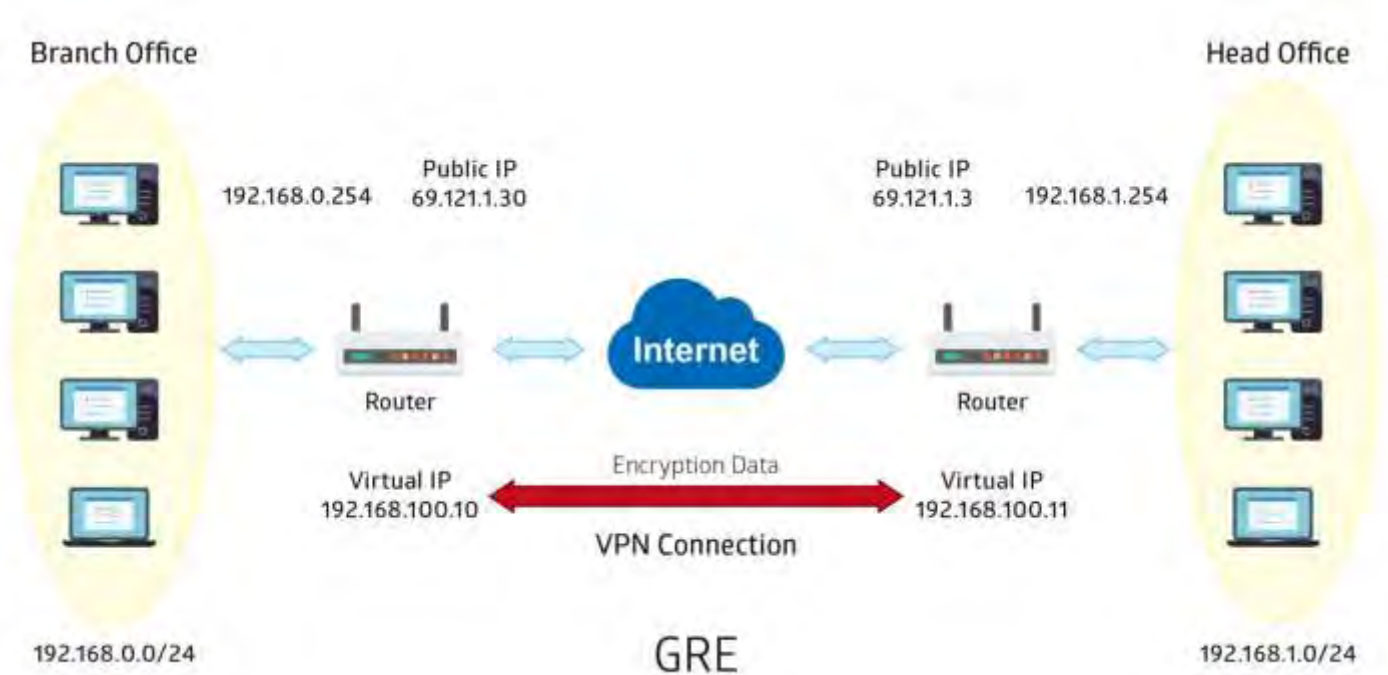 Branch Office
Head Office
Public IP
69.121.1.30
192.168.0.254
Public IP
69.121.1.3
192.168.1.254
Internet
Router
Router
Encryption Data
Virtual IP
192.168.100.10
Virtual IP
192.168.100.11
VPN Connection
192.168.0.0/24
GRE
192.168.1.0/24